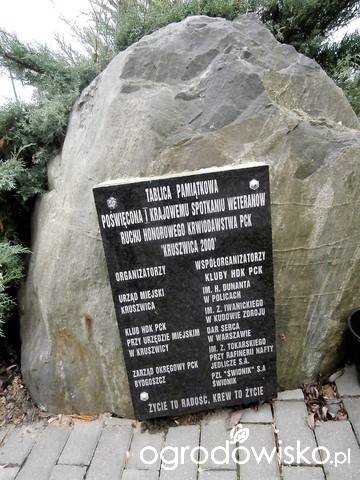 TABLICA PAMIĄTKOWA
POŚWIĘCONA I KRAJOWEMU SPOTKANIU WETERANÓW
RUCHU HONOROWEGO KRWIODAWSTWA PCK
"KRUSZWICA 2000"
ORGANIZATORZY
URZĄD MIEJSKI
KRUSZWICA
KLUB HDK PCK
PRZY URZĘDZIE MIEJSKIM
W KRUSZWICY
ZARZĄD OKRĘGOWY PCK
BYDGOSZCZ
WSPÓŁORGANIZATORZY
KLUBY HDK PCK
IM. H. DUNANTA
W POLICACH
IM. Z. IWANICKIEGO
W KUDOWIE ZDROJU
DAR SERCA
W WARSZAWIE
IM. Z. TOKARSKIEGO
PRZY RAFINERII NAFTY
JEDLICZE S.A.
PZL "ŚWIDNIK" S.A
ŚWIDNIK
ŻYCIE TO RADOŚĆ, KREW TO ŻYCIE
ogrodowisko.pl
ogrodowisko.pl